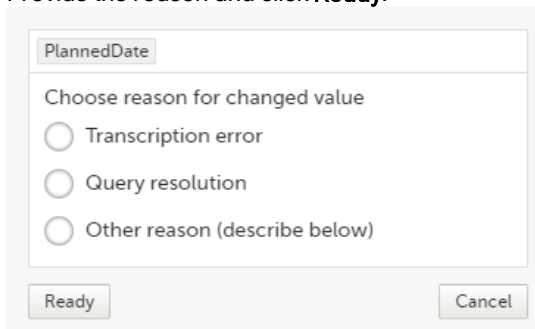 Provide the reason and click Ready.
PlannedDate
Choose reason for changed value
Transcription error
Query resolution
Other reason (describe below)
Ready
Cancel